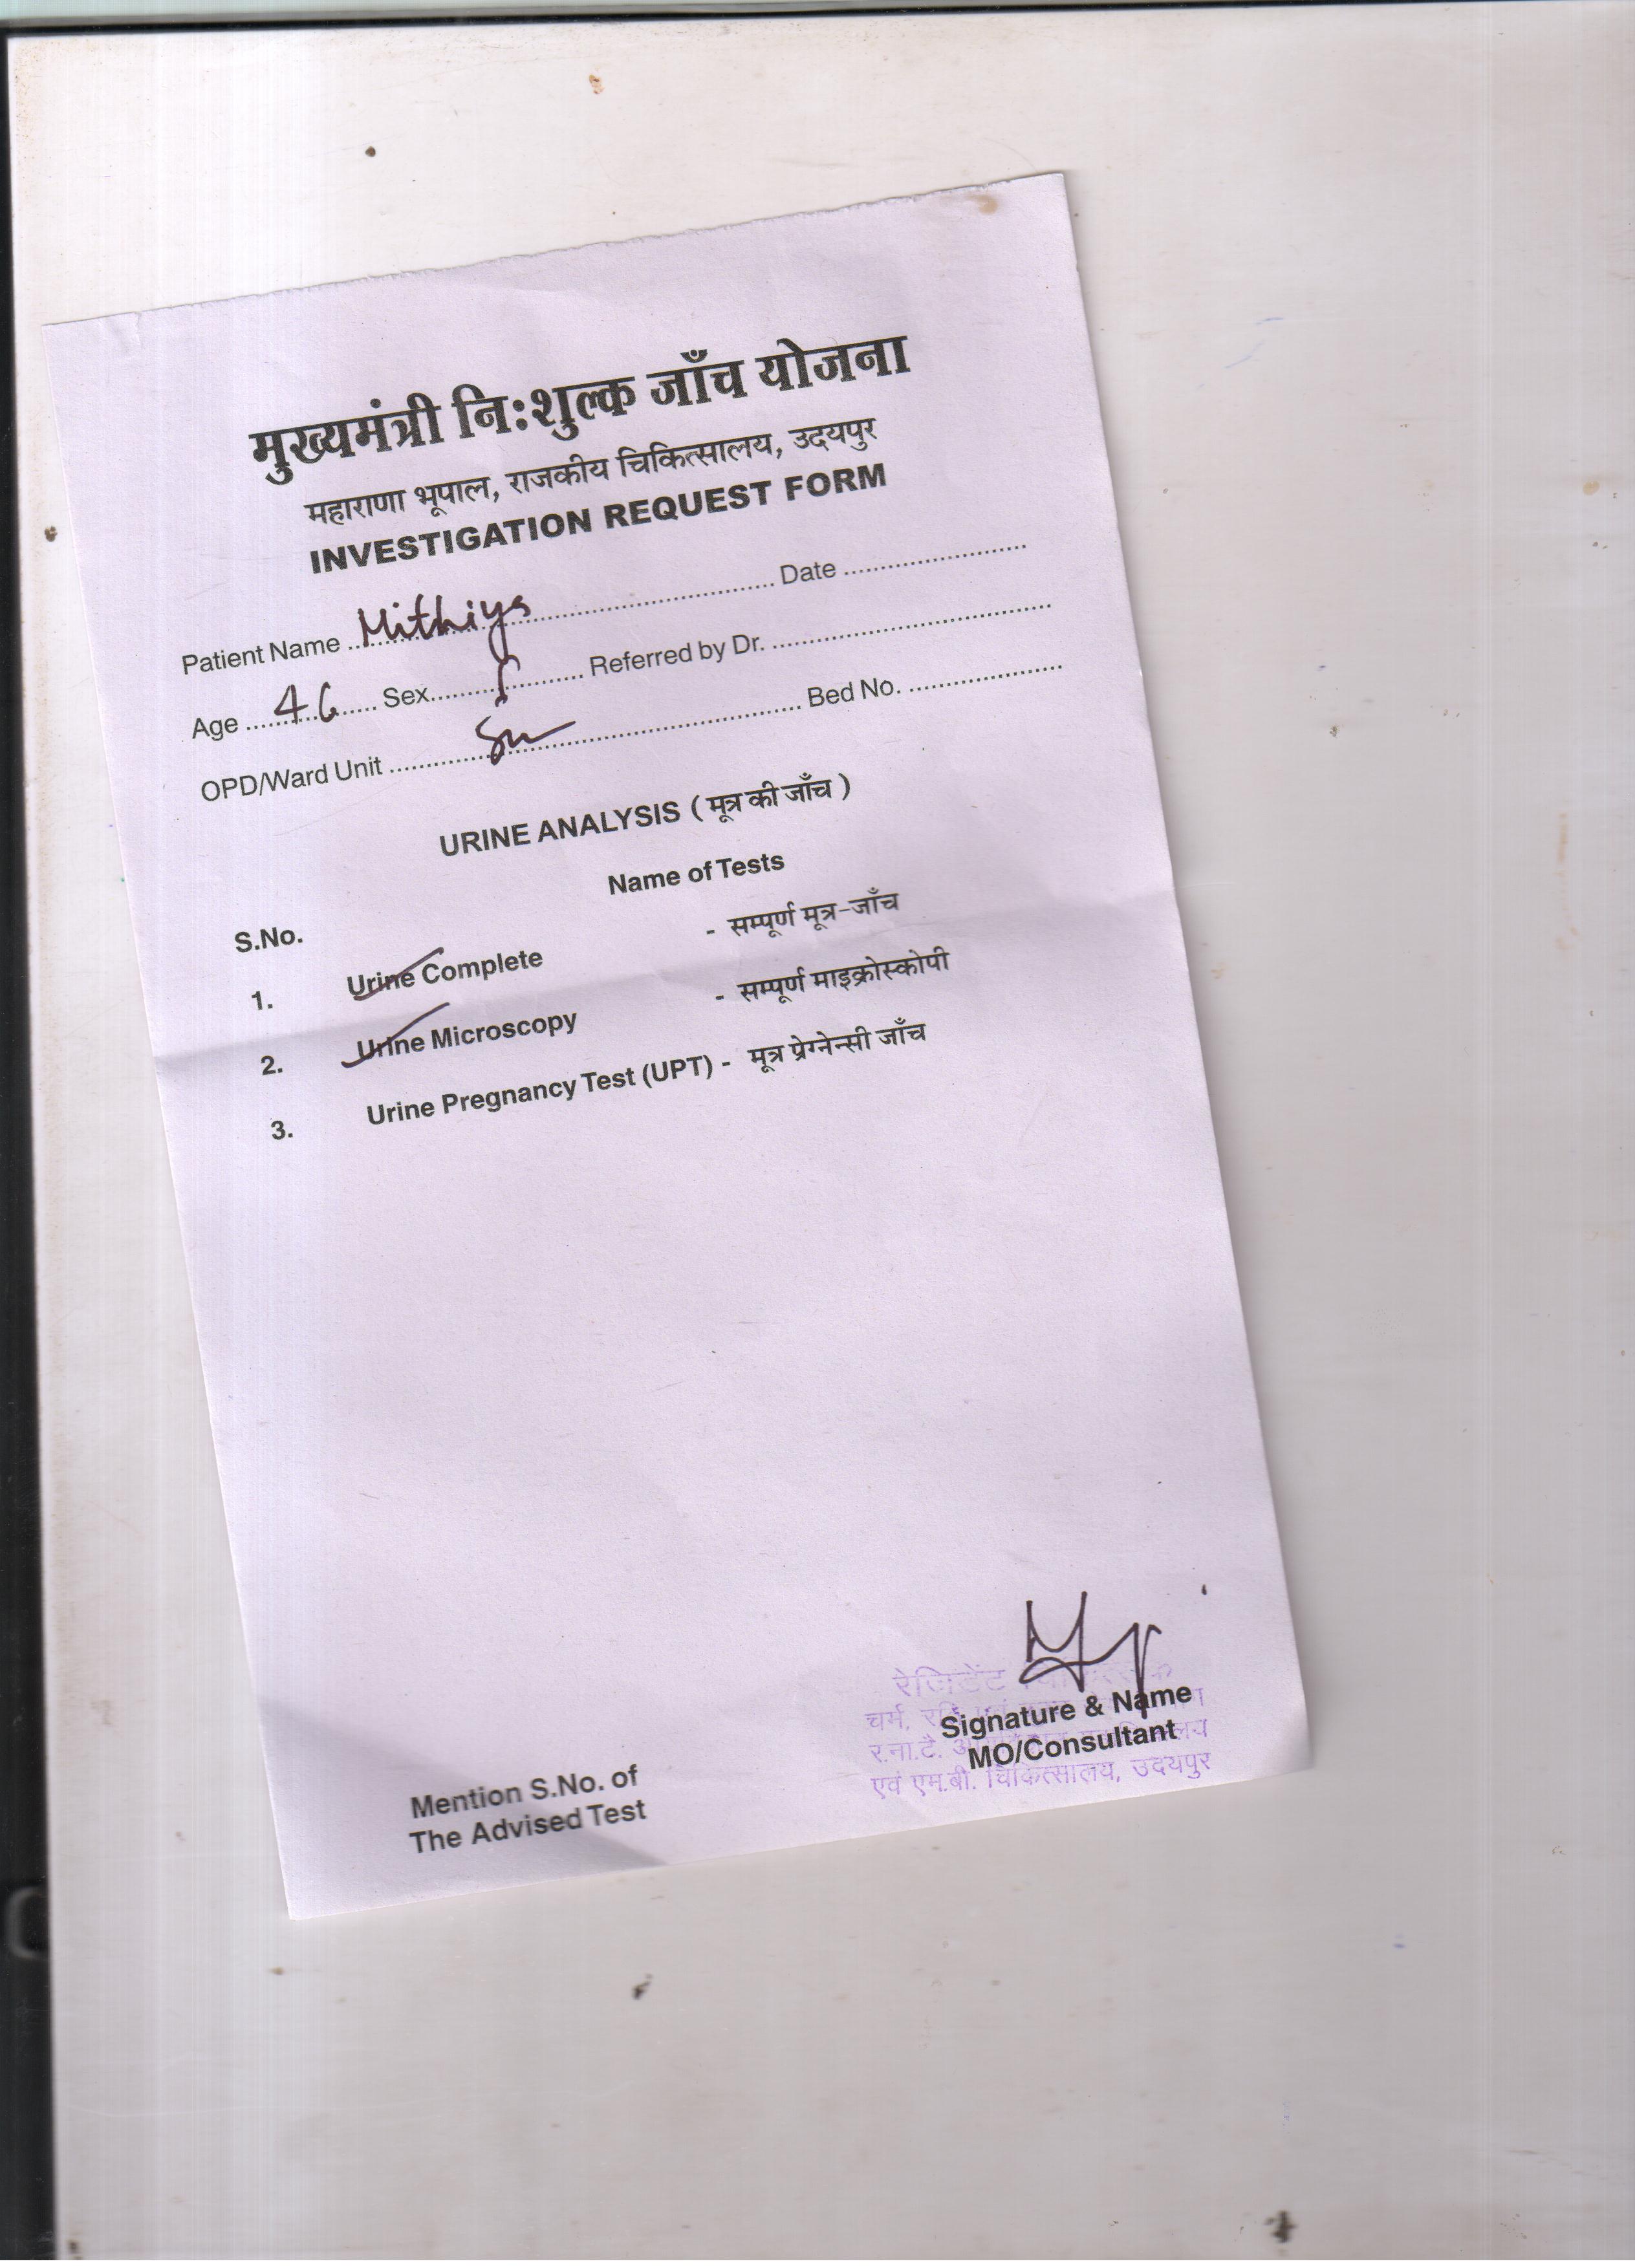 मुख्यमंत्री निःशुल्क जाँच योजना
महाराणा भूपाल, राजकीय चिकित्सालय, उदयपुर
INVESTIGATION REQUEST FORM
Patient Name Mithiya Date
Age 46 Sex f Referred by Dr.
OPD/Ward Unit Bed No.
URINE ANALYSIS ( मूत्र की जाँच )
S.No. Name of Tests
1. Urine Complete - सम्पूर्ण मूत्र-जाँच
2. Urine Microscopy - सम्पूर्ण माइक्रोस्कोपी
3. Urine Pregnancy Test (UPT) - मूत्र प्रेग्नेन्सी जाँच
रेजिडेंट
चर्म,
र.ना.टै.
एवं एम.बी. चिकित्सालय, उदयपुर
Signature & Name
MO/Consultant
Mention S.No. of
The Advised Test